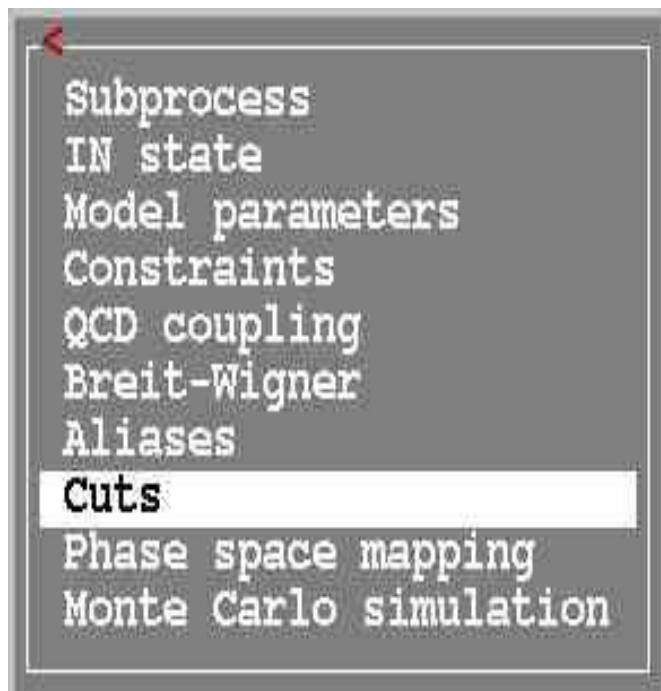 <
Subprocess
IN state
Model parameters
Constraints
QCD coupling
Breit-Wigner
Aliases
Cuts
Phase space mapping
Monte Carlo simulation